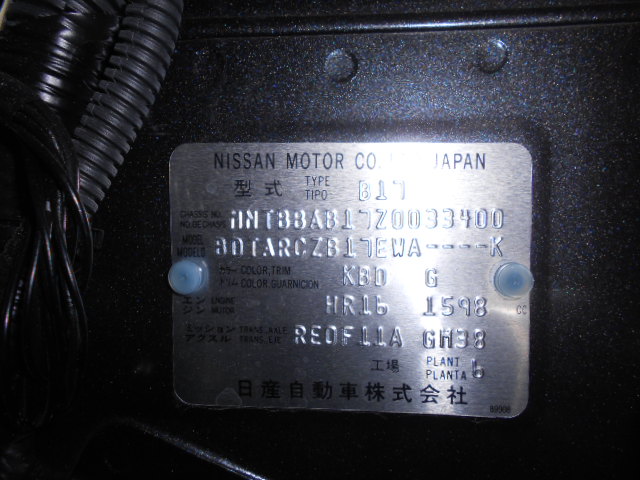 NISSAN MOTOR CO., JAPAN
型式 TYPE TIPO B17
CHASSIS NO. NO.DE CHASIS MNTBBAB17Z0033400
MODEL MODELO BDTARCZB17EWA----K
カラー COLOR,TRIM トリム COLOR,GUARNICION KBD G
エンジン ENGINE MOTOR HR16 1598 CC
ミッション TRANS.,AXLE アクスル TRANS.,EJE RE0F11A GH38
工場 PLANT PLANTA 6
日産自動車株式会社
89908